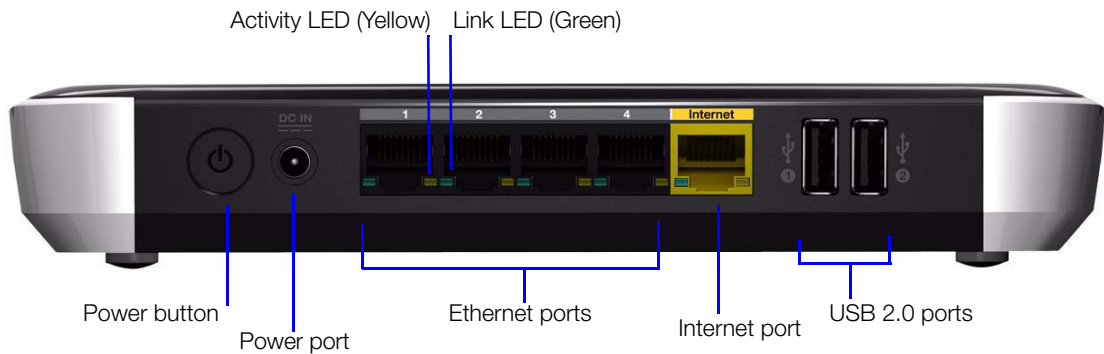 Activity LED (Yellow) Link LED (Green)
DC IN
1 2 3 4 Internet
1 2
Power button
Power port
Ethernet ports
Internet port
USB 2.0 ports